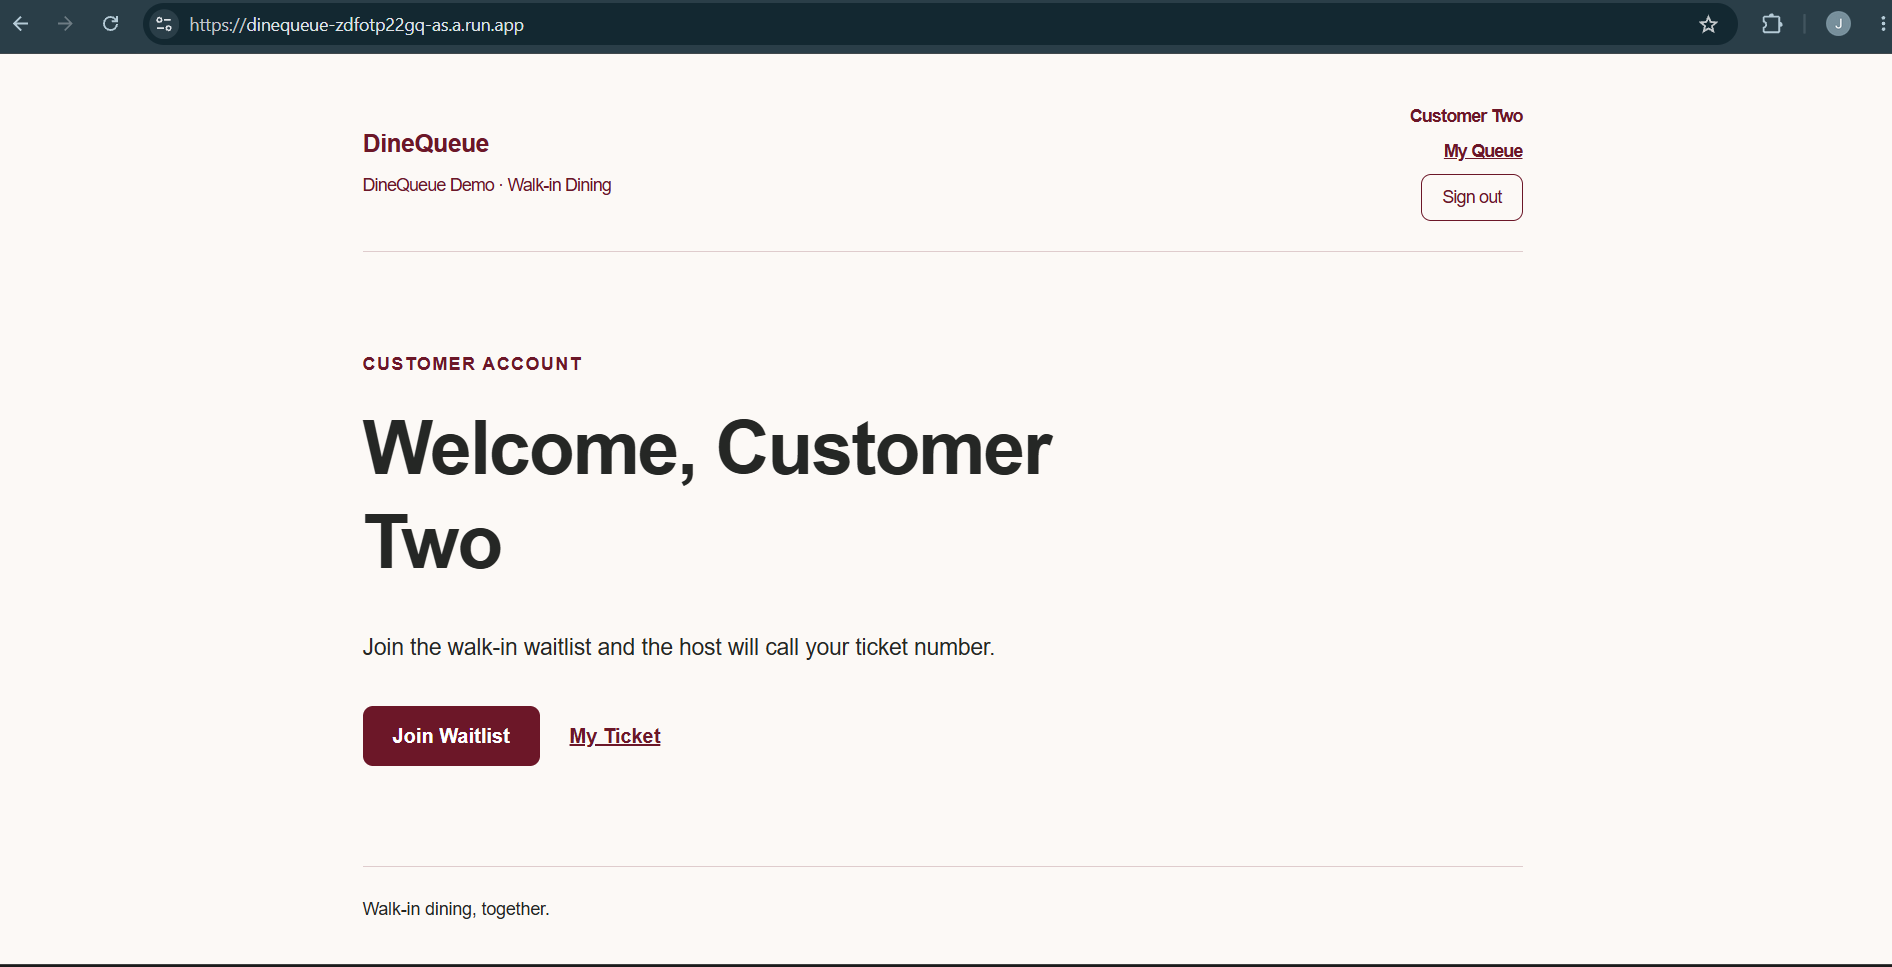 https://dinequeue-zdfotp22gq-as.a.run.app
J
DineQueue
DineQueue Demo · Walk-in Dining
Customer Two
My Queue
Sign out
CUSTOMER ACCOUNT
Welcome, Customer
Two
Join the walk-in waitlist and the host will call your ticket number.
Join Waitlist
My Ticket
Walk-in dining, together.